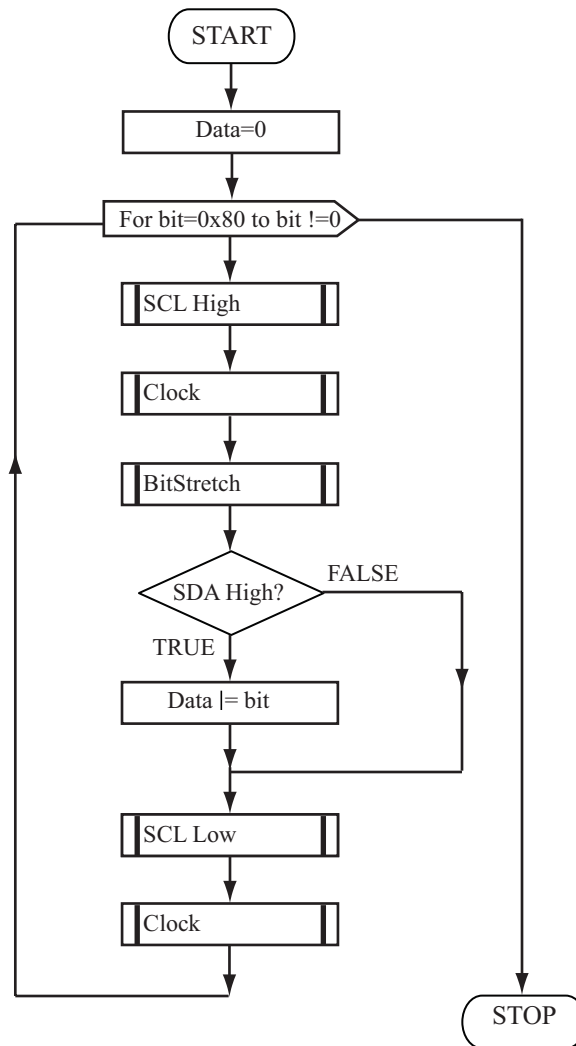 START
Data=0
For bit=0x80 to bit !=0
SCL High
Clock
BitStretch
SDA High?
FALSE
TRUE
Data |= bit
SCL Low
Clock
STOP